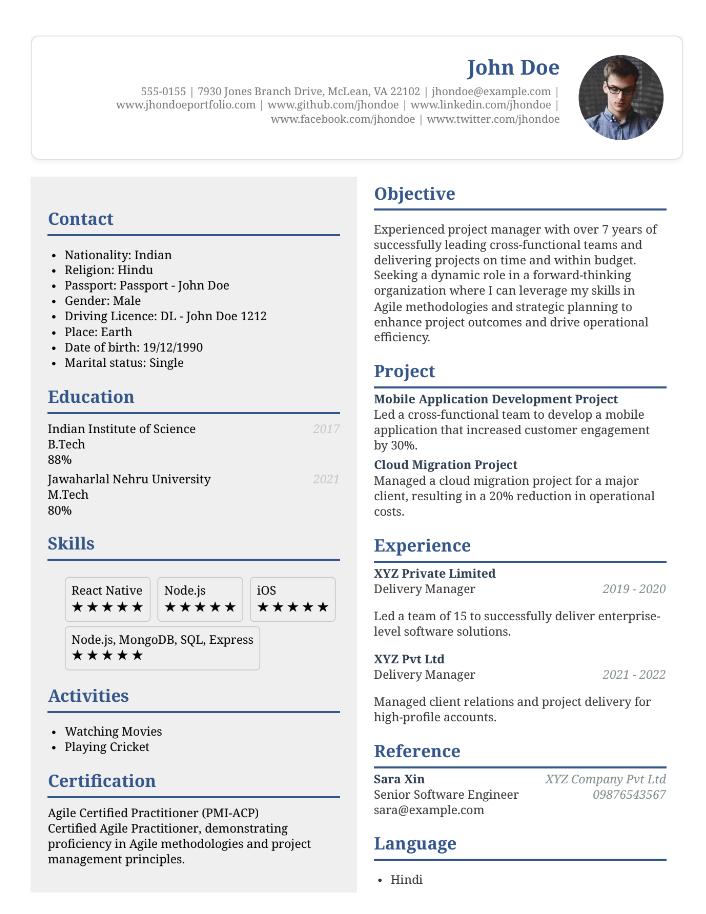 John Doe
555-0155 | 7930 Jones Branch Drive, McLean, VA 22102 | jhondoe@example.com |
www.jhondoeportfolio.com | www.github.com/jhondoe | www.linkedin.com/jhondoe |
www.facebook.com/jhondoe | www.twitter.com/jhondoe
Contact
• Nationality: Indian
• Religion: Hindu
• Passport: Passport - John Doe
• Gender: Male
• Driving Licence: DL - John Doe 1212
• Place: Earth
• Date of birth: 19/12/1990
• Marital status: Single
Education
Indian Institute of Science 2017
B.Tech
88%
Jawaharlal Nehru University 2021
M.Tech
80%
Skills
React Native Node.js iOS
★★★★★ ★★★★★ ★★★★★
Node.js, MongoDB, SQL, Express
★★★★★
Activities
• Watching Movies
• Playing Cricket
Certification
Agile Certified Practitioner (PMI-ACP)
Certified Agile Practitioner, demonstrating
proficiency in Agile methodologies and project
management principles.
Objective
Experienced project manager with over 7 years of
successfully leading cross-functional teams and
delivering projects on time and within budget.
Seeking a dynamic role in a forward-thinking
organization where I can leverage my skills in
Agile methodologies and strategic planning to
enhance project outcomes and drive operational
efficiency.
Project
Mobile Application Development Project
Led a cross-functional team to develop a mobile
application that increased customer engagement
by 30%.
Cloud Migration Project
Managed a cloud migration project for a major
client, resulting in a 20% reduction in operational
costs.
Experience
XYZ Private Limited
Delivery Manager 2019 - 2020
Led a team of 15 to successfully deliver enterprise-
level software solutions.
XYZ Pvt Ltd
Delivery Manager 2021 - 2022
Managed client relations and project delivery for
high-profile accounts.
Reference
Sara Xin XYZ Company Pvt Ltd
Senior Software Engineer 09876543567
sara@example.com
Language
• Hindi